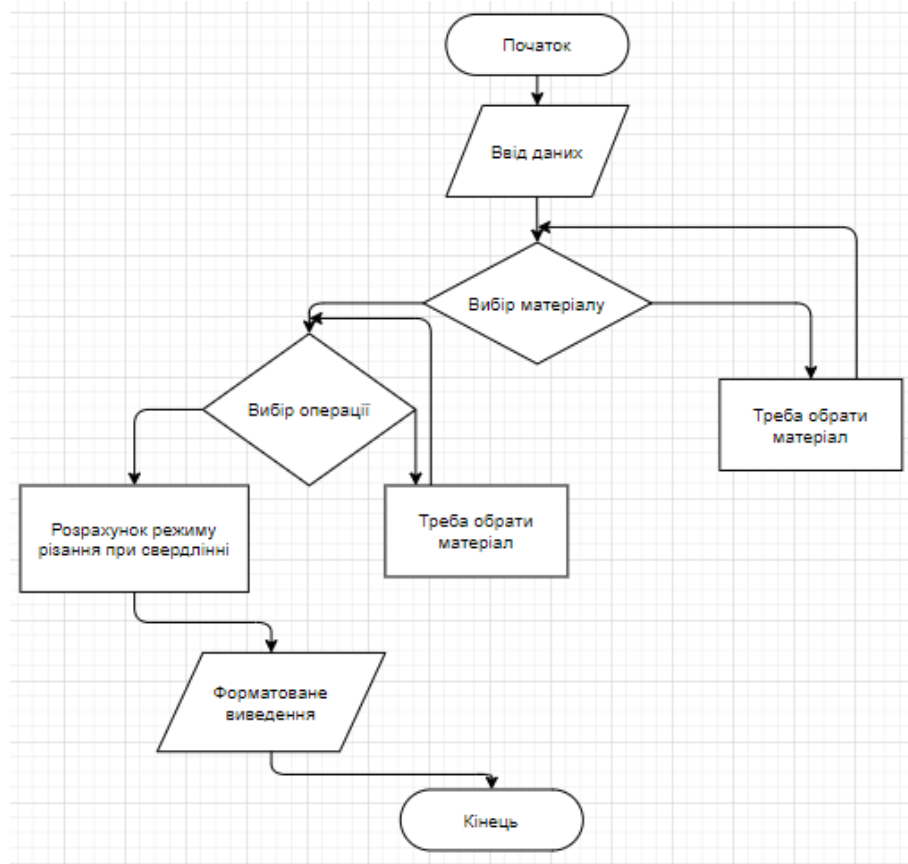 Початок
Ввід даних
Вибір матеріалу
Вибір операції
Треба обрати
матеріал
Розрахунок режиму
різання при свердлінні
Треба обрати
матеріал
Форматоване
виведення
Кінець